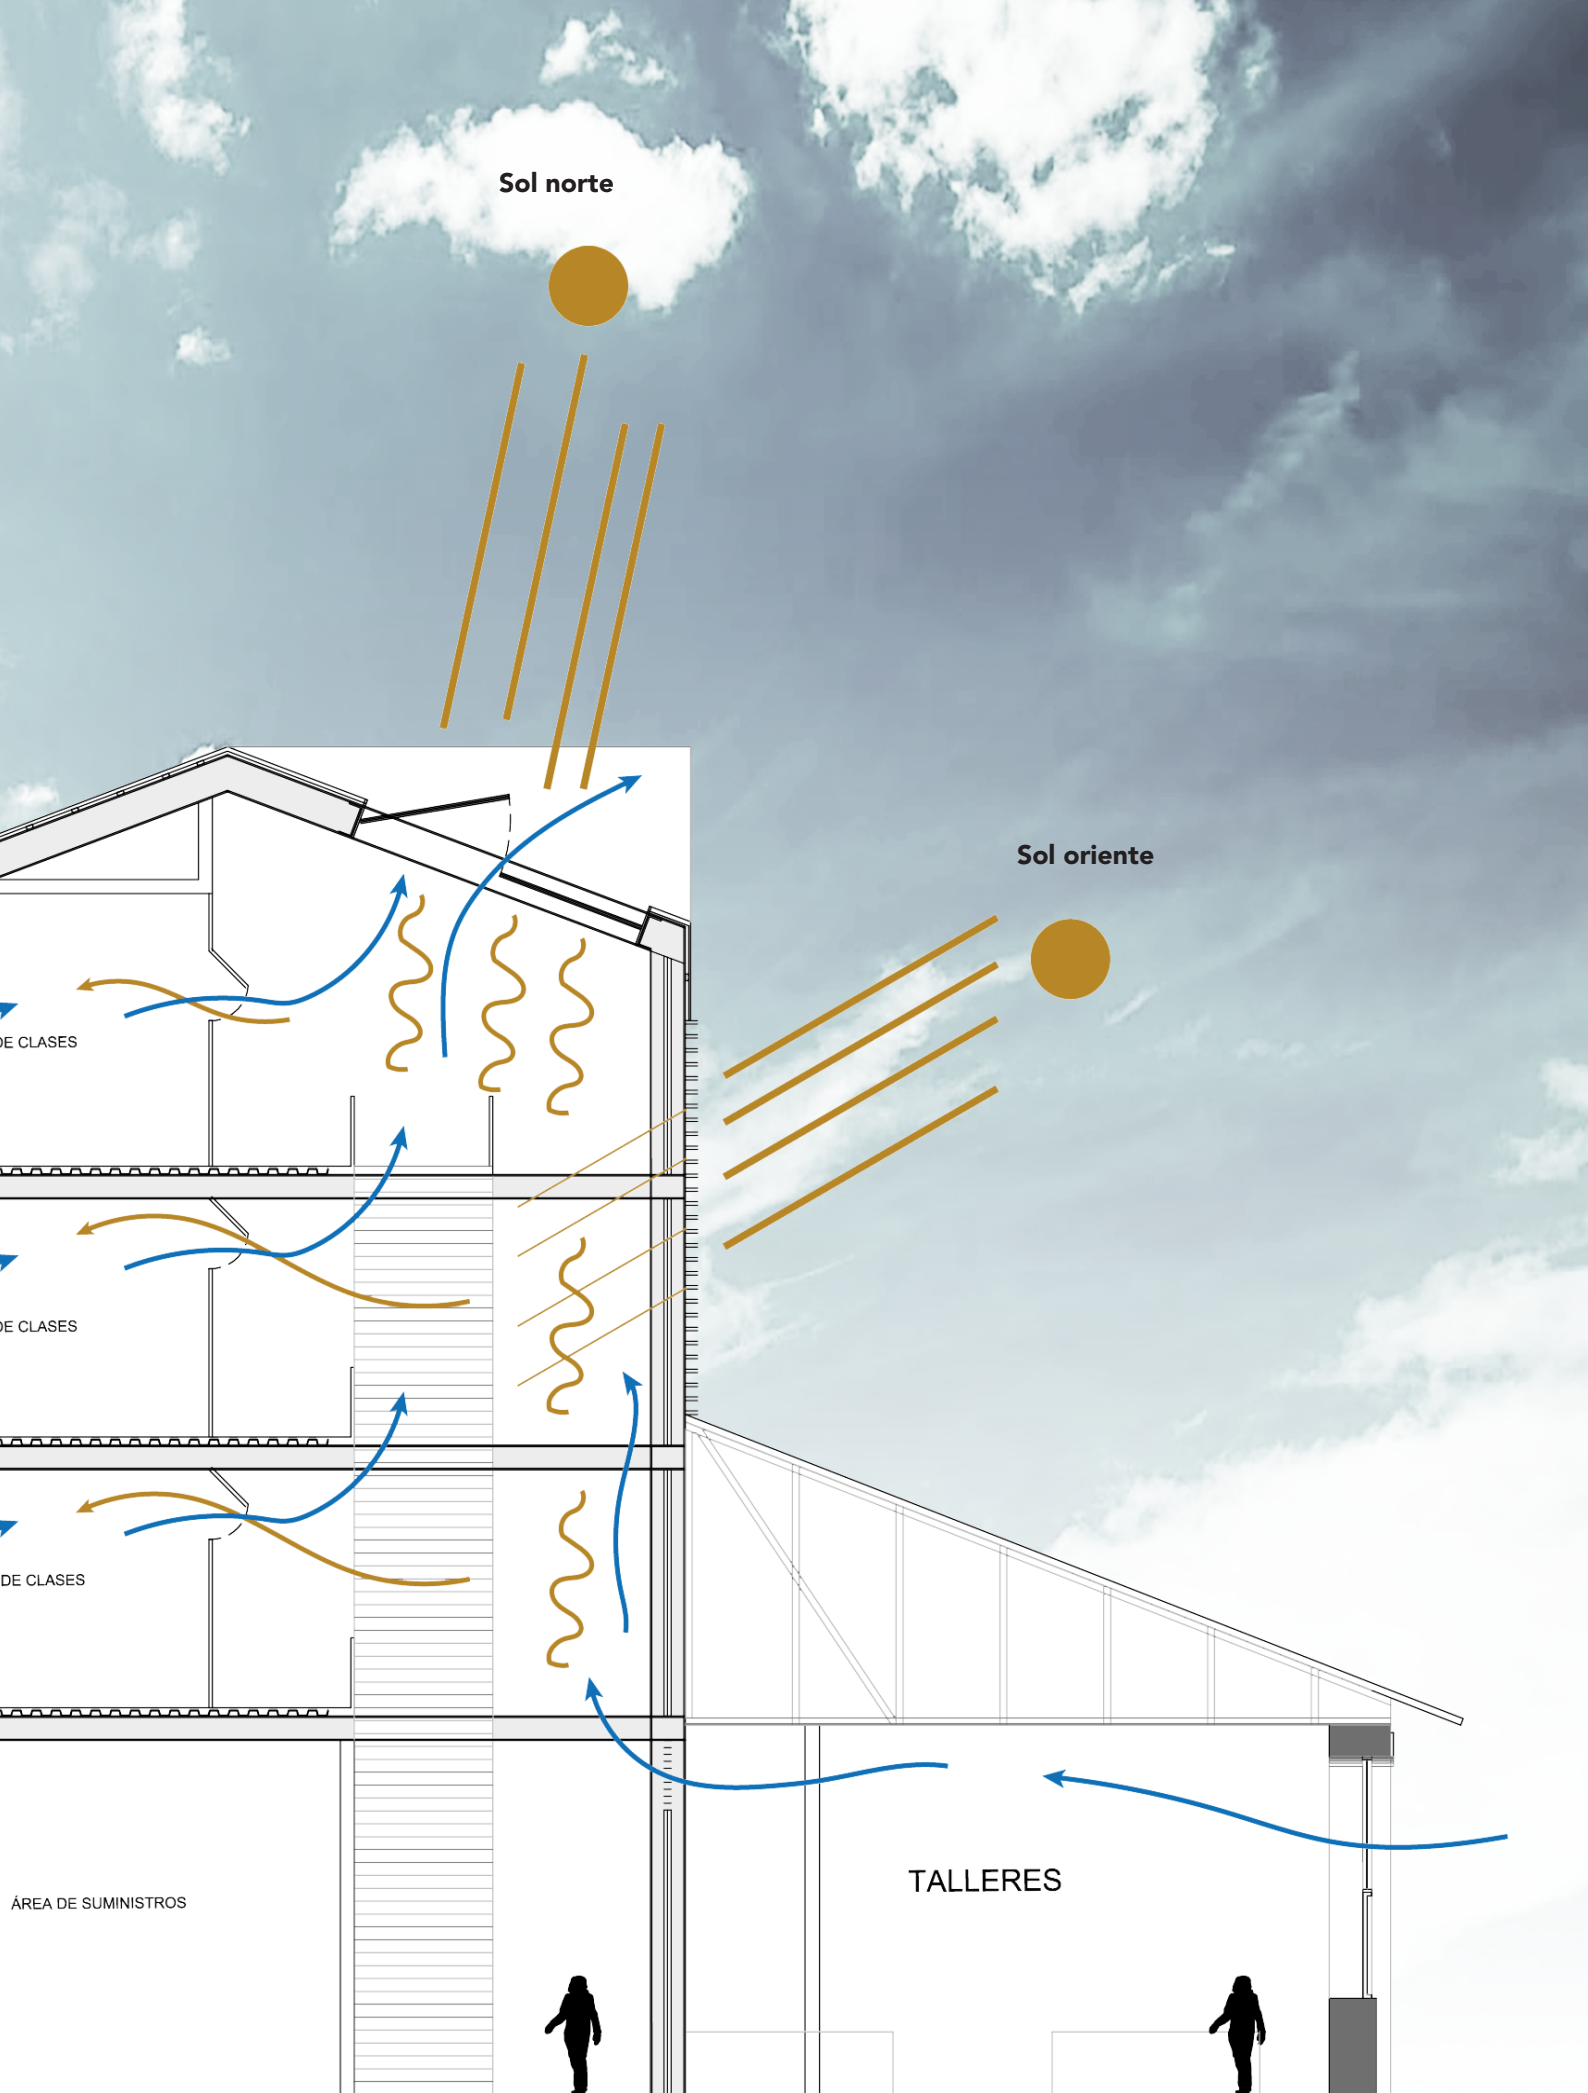 Sol norte
Sol oriente
DE CLASES
DE CLASES
DE CLASES
TALLERES
ÁREA DE SUMINISTROS